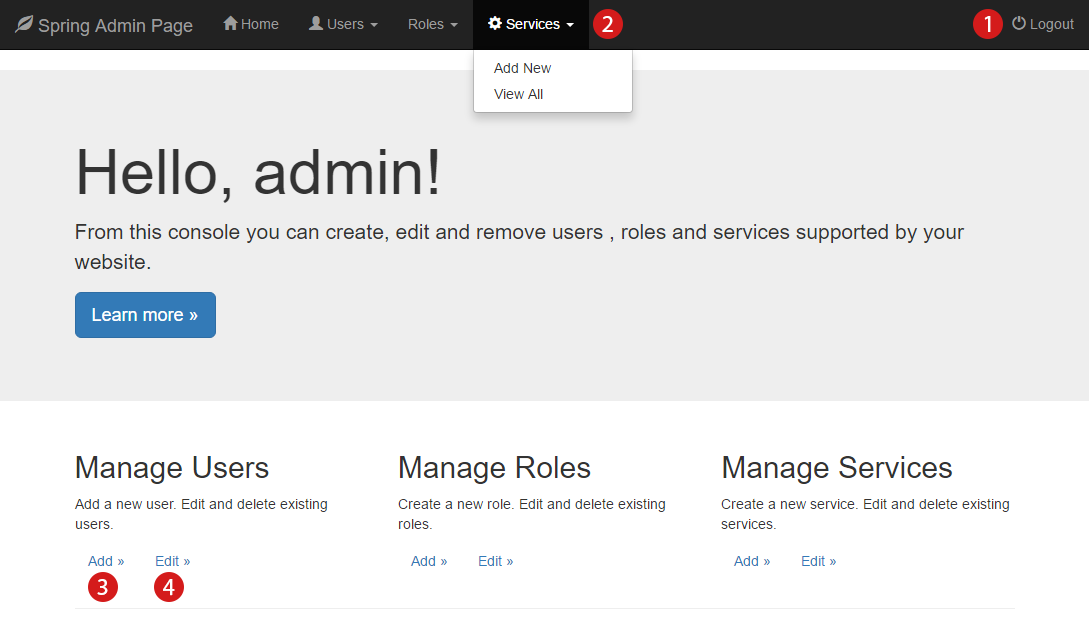 Spring Admin Page Home Users Roles Services 2 1 Logout
Add New
View All
Hello, admin!
From this console you can create, edit and remove users , roles and services supported by your
website.
Learn more »
Manage Users
Add a new user. Edit and delete existing
users.
Add » Edit »
3 4
Manage Roles
Create a new role. Edit and delete existing
roles.
Add » Edit »
Manage Services
Create a new service. Edit and delete existing
services.
Add » Edit »